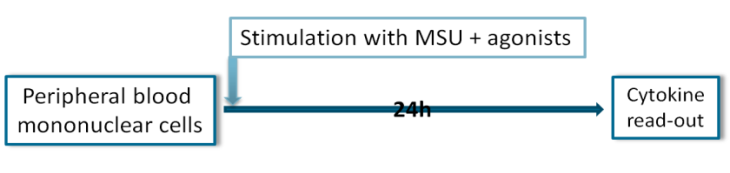 Stimulation with MSU + agonists
Peripheral blood
mononuclear cells
24h
Cytokine
read-out